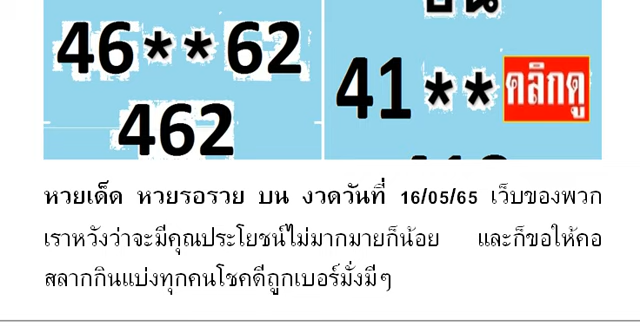 บน
46**62
41**
คลิกดู
462
หวยเด็ด หวยรอรวย บน งวดวันที่ 16/05/65 เว็บของพวก
เราหวังว่าจะมีคุณประโยชน์ไม่มากมายก็น้อย และก็ขอให้คอ
สลากกินแบ่งทุกคนโชคดีถูกเบอร์มั่งมีๆ